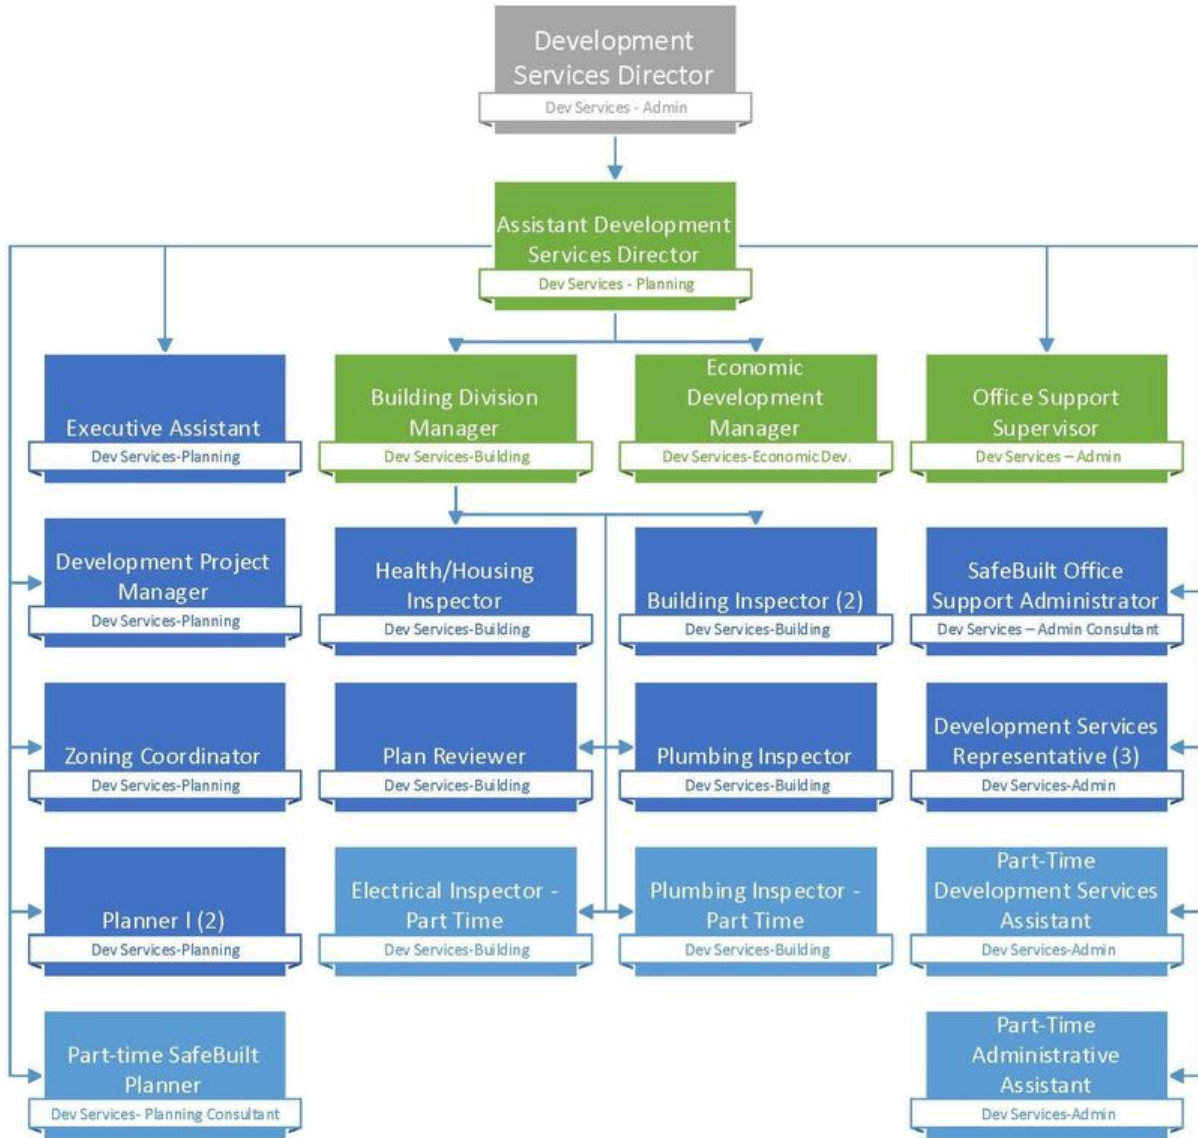 Development
Services Director
Dev Services - Admin
Assistant Development
Services Director
Dev Services - Planning
Executive Assistant
Dev Services-Planning
Building Division
Manager
Dev Services-Building
Economic
Development
Manager
Dev Services-Economic Dev.
Office Support
Supervisor
Dev Services – Admin
Development Project
Manager
Dev Services-Planning
Health/Housing
Inspector
Dev Services-Building
Building Inspector (2)
Dev Services-Building
SafeBuilt Office
Support Administrator
Dev Services – Admin Consultant
Zoning Coordinator
Dev Services-Planning
Plan Reviewer
Dev Services-Building
Plumbing Inspector
Dev Services-Building
Development Services
Representative (3)
Dev Services-Admin
Planner I (2)
Dev Services-Planning
Electrical Inspector -
Part Time
Dev Services-Building
Plumbing Inspector -
Part Time
Dev Services-Building
Part-Time
Development Services
Assistant
Dev Services-Admin
Part-time SafeBuilt
Planner
Dev Services- Planning Consultant
Part-Time
Administrative
Assistant
Dev Services-Admin